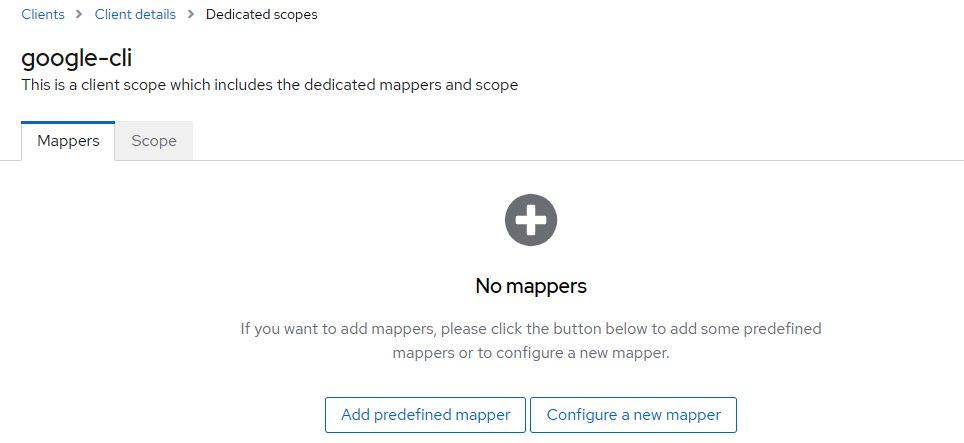 Clients > Client details > Dedicated scopes
google-cli
This is a client scope which includes the dedicated mappers and scope
Mappers Scope
No mappers
If you want to add mappers, please click the button below to add some predefined
mappers or to configure a new mapper.
Add predefined mapper Configure a new mapper